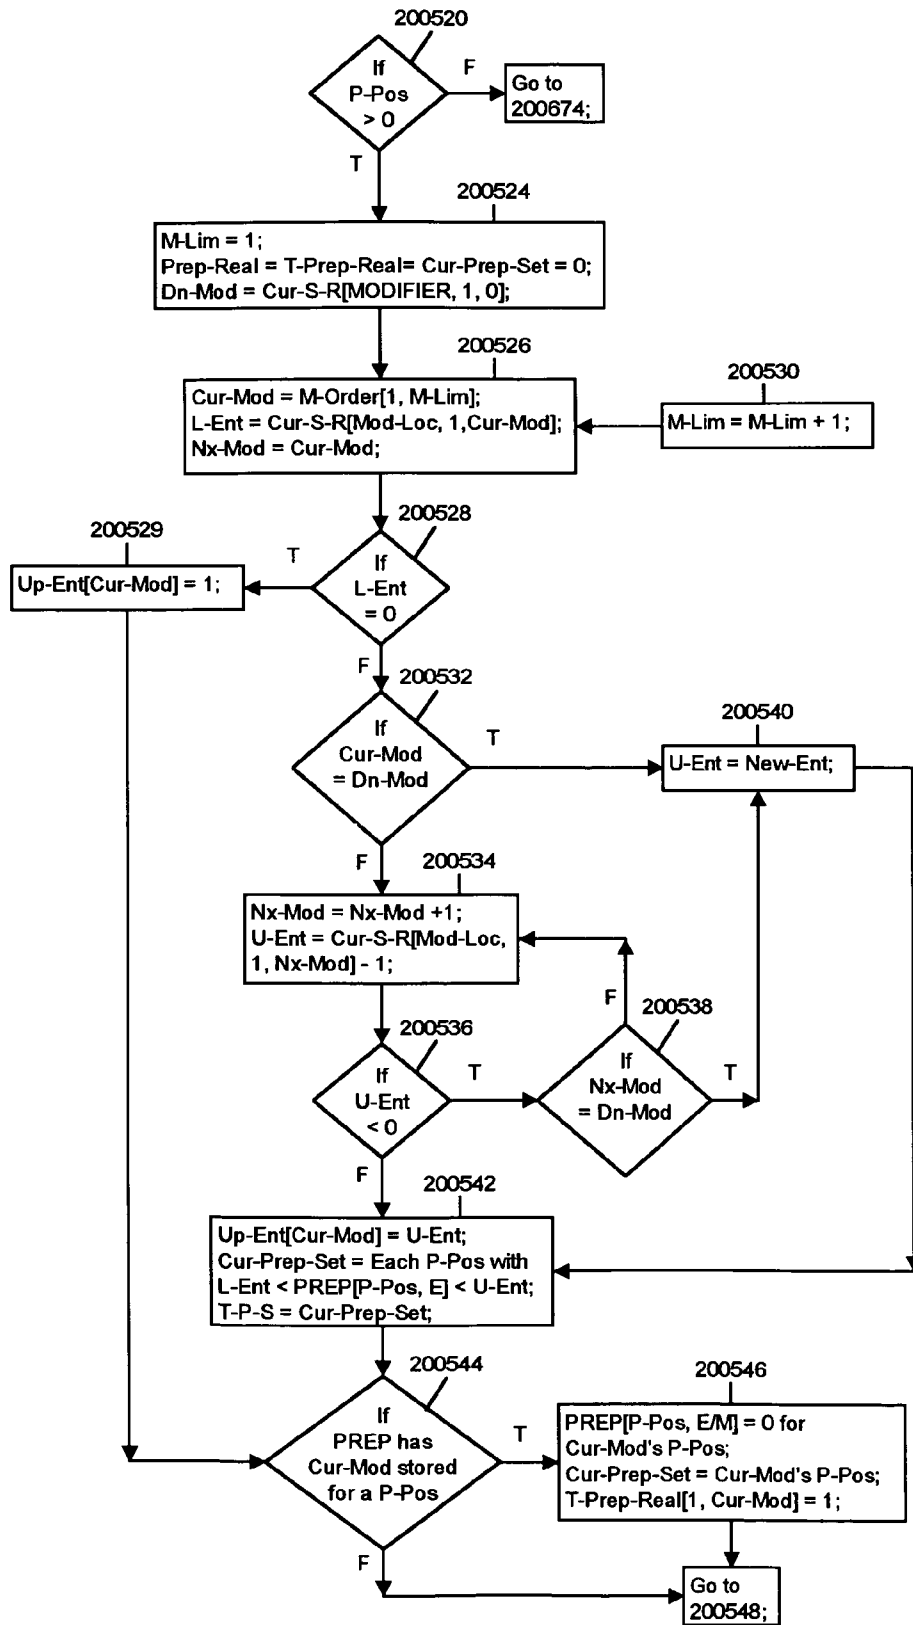 200520
If
P-Pos
> 0
F
Go to
200674;
T
200524
M-Lim = 1;
Prep-Real = T-Prep-Real= Cur-Prep-Set = 0;
Dn-Mod = Cur-S-R[MODIFIER, 1, 0];
200526
Cur-Mod = M-Order[1, M-Lim];
L-Ent = Cur-S-R[Mod-Loc, 1,Cur-Mod];
Nx-Mod = Cur-Mod;
200530
M-Lim = M-Lim + 1;
200528
If
L-Ent
= 0
T
200529
Up-Ent[Cur-Mod] = 1;
F
200532
If
Cur-Mod
= Dn-Mod
T
200540
U-Ent = New-Ent;
F
200534
Nx-Mod = Nx-Mod +1;
U-Ent = Cur-S-R[Mod-Loc,
1, Nx-Mod] - 1;
200536
If
U-Ent
< 0
T
F
200538
If
Nx-Mod
= Dn-Mod
T
F
200542
Up-Ent[Cur-Mod] = U-Ent;
Cur-Prep-Set = Each P-Pos with
L-Ent < PREP[P-Pos, E] < U-Ent;
T-P-S = Cur-Prep-Set;
200544
If
PREP has
Cur-Mod stored
for a P-Pos
T
200546
PREP[P-Pos, E/M] = 0 for
Cur-Mod's P-Pos;
Cur-Prep-Set = Cur-Mod's P-Pos;
T-Prep-Real[1, Cur-Mod] = 1;
F
Go to
200548;